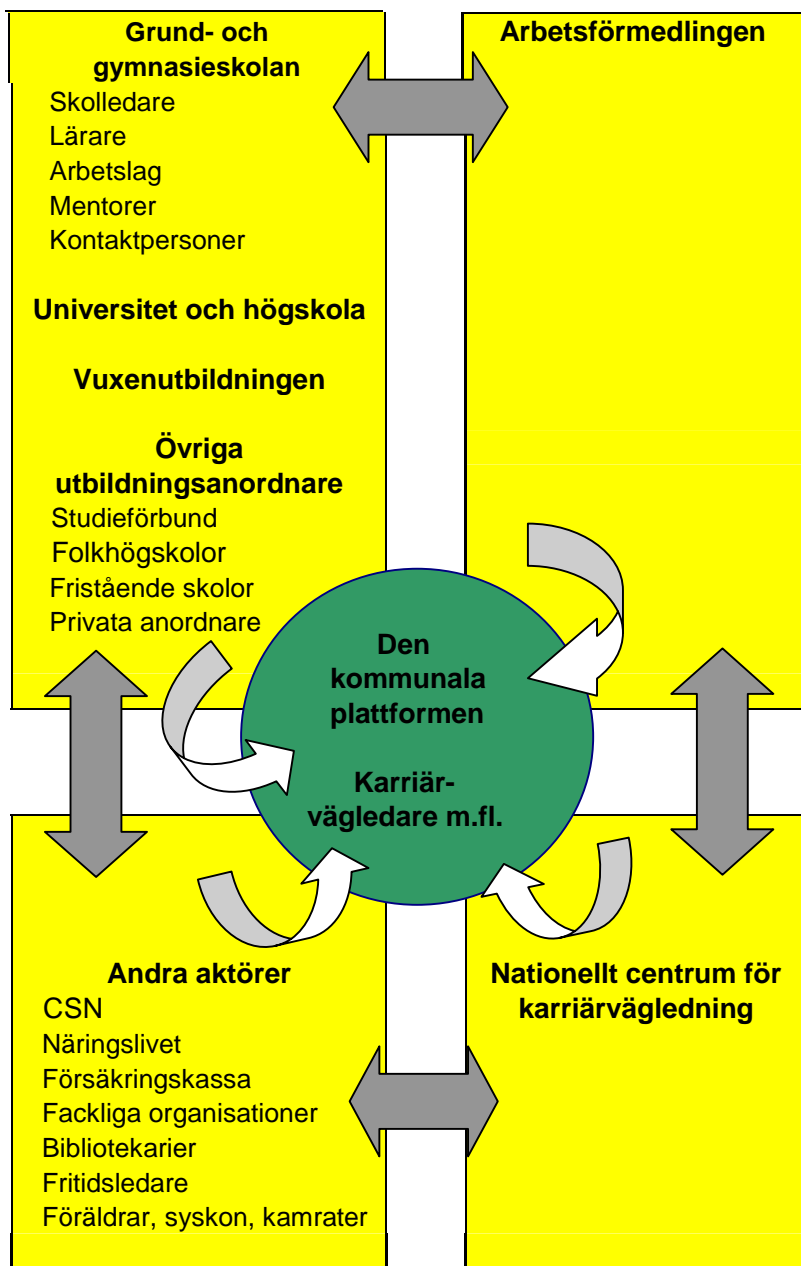 Grund- och
gymnasieskolan
Skolledare
Lärare
Arbetslag
Mentorer
Kontaktpersoner
Universitet och högskola
Vuxenutbildningen
Övriga
utbildningsanordnare
Studieförbund
Folkhögskolor
Fristående skolor
Privata anordnare
Arbetsförmedlingen
Den
kommunala
plattformen
Karriär-
vägledare m.fl.
Andra aktörer
CSN
Näringslivet
Försäkringskassa
Fackliga organisationer
Bibliotekarier
Fritidsledare
Föräldrar, syskon, kamrater
Nationellt centrum för
karriärvägledning